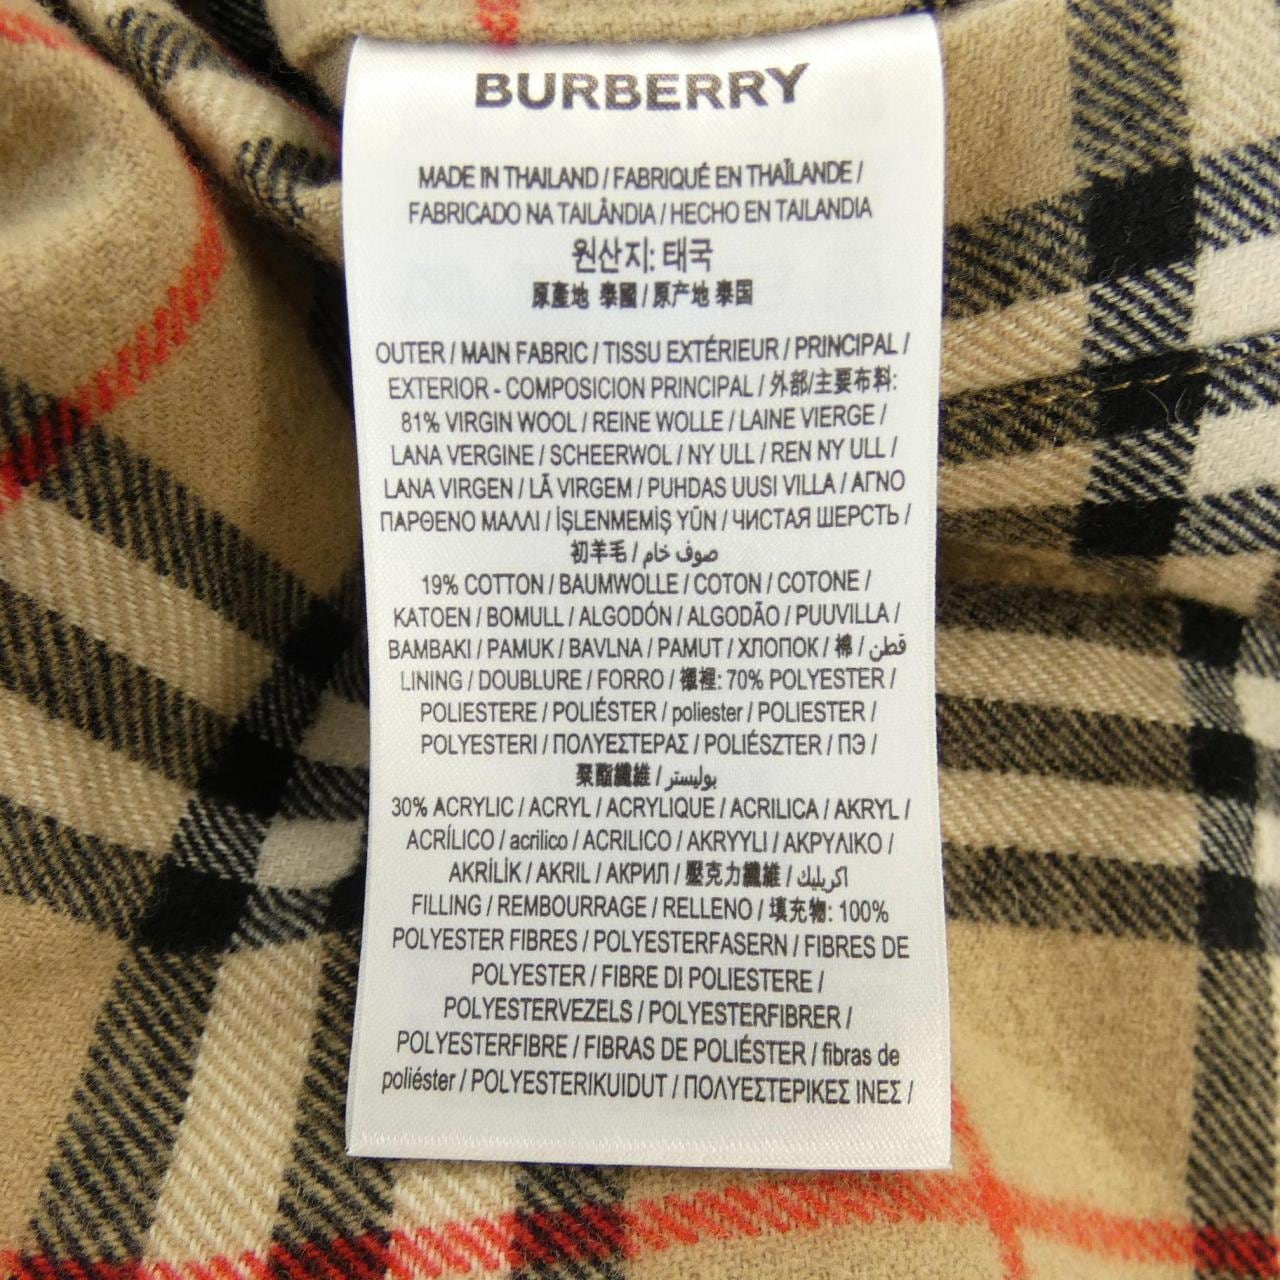 BURBERRY
MADE IN THAILAND / FABRIQUÉ EN THAÏLANDE /
FABRICADO NA TAILÂNDIA / HECHO EN TAILANDIA
원산지: 태국
原產地 泰國 / 原产地 泰国
OUTER / MAIN FABRIC / TISSU EXTÉRIEUR / PRINCIPAL /
EXTERIOR - COMPOSICION PRINCIPAL / 外部/主要布料:
81% VIRGIN WOOL / REINE WOLLE / LAINE VIERGE /
LANA VERGINE / SCHEERWOL / NY ULL / REN NY ULL /
LANA VIRGEN / LÃ VIRGEM / PUHDAS UUSI VILLA / ΑΓΝΟ
ΠΑΡΘΕΝΟ ΜΑΛΛΙ / İŞLENMEMİŞ YÜN / ЧИСТАЯ ШЕРСТЬ /
初羊毛 / صوف خام
19% COTTON / BAUMWOLLE / COTON / COTONE /
KATOEN / BOMULL / ALGODÓN / ALGODÃO / PUUVILLA /
BAMBAKI / PAMUK / BAVLNA / PAMUT / ХЛОПОК / 棉 / قطن
LINING / DOUBLURE / FORRO / 襯裡: 70% POLYESTER /
POLIESTERE / POLIÉSTER / poliester / POLIESTER /
POLYESTERI / ΠΟΛΥΕΣΤΕΡΑΣ / POLIÉSZTER / ПЭ /
聚酯纖維 / بوليستر
30% ACRYLIC / ACRYL / ACRYLIQUE / ACRILICA / AKRYL /
ACRÍLICO / acrilico / ACRILICO / AKRYYLI / ΑΚΡΥΛΙΚΟ /
AKRİLİK / AKRIL / АКРИЛ / 壓克力纖維 / اكريليك
FILLING / REMBOURRAGE / RELLENO / 填充物: 100%
POLYESTER FIBRES / POLYESTERFASERN / FIBRES DE
POLYESTER / FIBRE DI POLIESTERE /
POLYESTERVEZELS / POLYESTERFIBRER /
POLYESTERFIBRE / FIBRAS DE POLIÉSTER / fibras de
poliéster / POLYESTERIKUIDUT / ΠΟΛΥΕΣΤΕΡΙΚΕΣ ΙΝΕΣ /